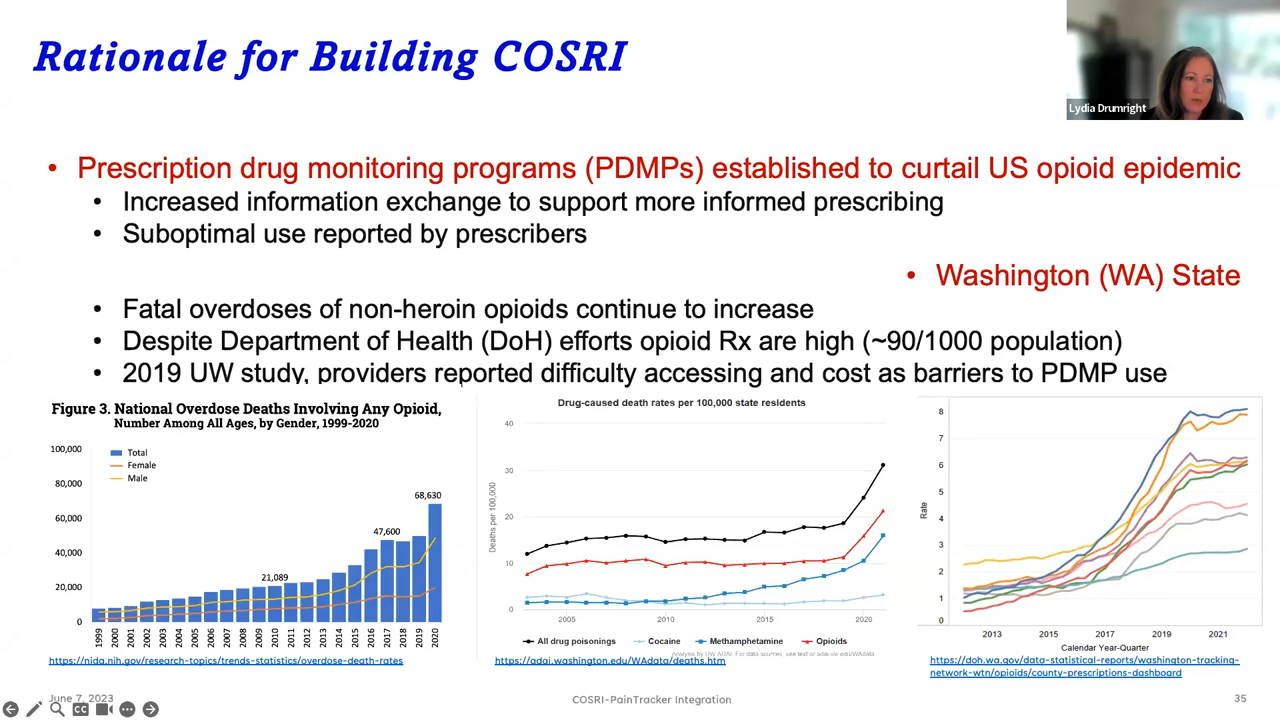 Rationale for Building COSRI
Lydia Drumright
• Prescription drug monitoring programs (PDMPs) established to curtail US opioid epidemic
• Increased information exchange to support more informed prescribing
• Suboptimal use reported by prescribers
• Washington (WA) State
• Fatal overdoses of non-heroin opioids continue to increase
• Despite Department of Health (DoH) efforts opioid Rx are high (~90/1000 population)
• 2019 UW study, providers reported difficulty accessing and cost as barriers to PDMP use
Figure 3. National Overdose Deaths Involving Any Opioid,
Number Among All Ages, by Gender, 1999-2020
100,000
80,000
60,000
40,000
20,000
0
Total
Female
Male
21,089
47,600
68,630
1999 2000 2001 2002 2003 2004 2005 2006 2007 2008 2009 2010 2011 2012 2013 2014 2015 2016 2017 2018 2019 2020
https://nida.nih.gov/research-topics/trends-statistics/overdose-death-rates
Drug-caused death rates per 100,000 state residents
Deaths per 100,000
40
30
20
10
0
2005 2010 2015 2020
All drug poisonings Cocaine Methamphetamine Opioids
Analysis by UW ADAI. For data sources, see text or adai.uw.edu/WAdata
https://adai.washington.edu/WAdata/deaths.htm
Rate
8
7
6
5
4
3
2
1
0
2013 2015 2017 2019 2021
Calendar Year-Quarter
https://doh.wa.gov/data-statistical-reports/washington-tracking-
network-wtn/opioids/county-prescriptions-dashboard
June 7, 2023
CC
COSRI-PainTracker Integration
35